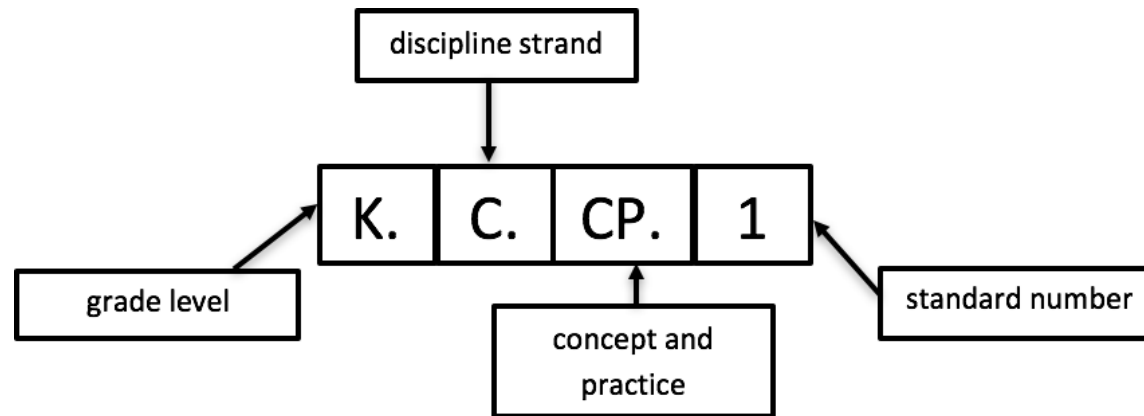 discipline strand
K. C. CP. 1
grade level
standard number
concept and
practice